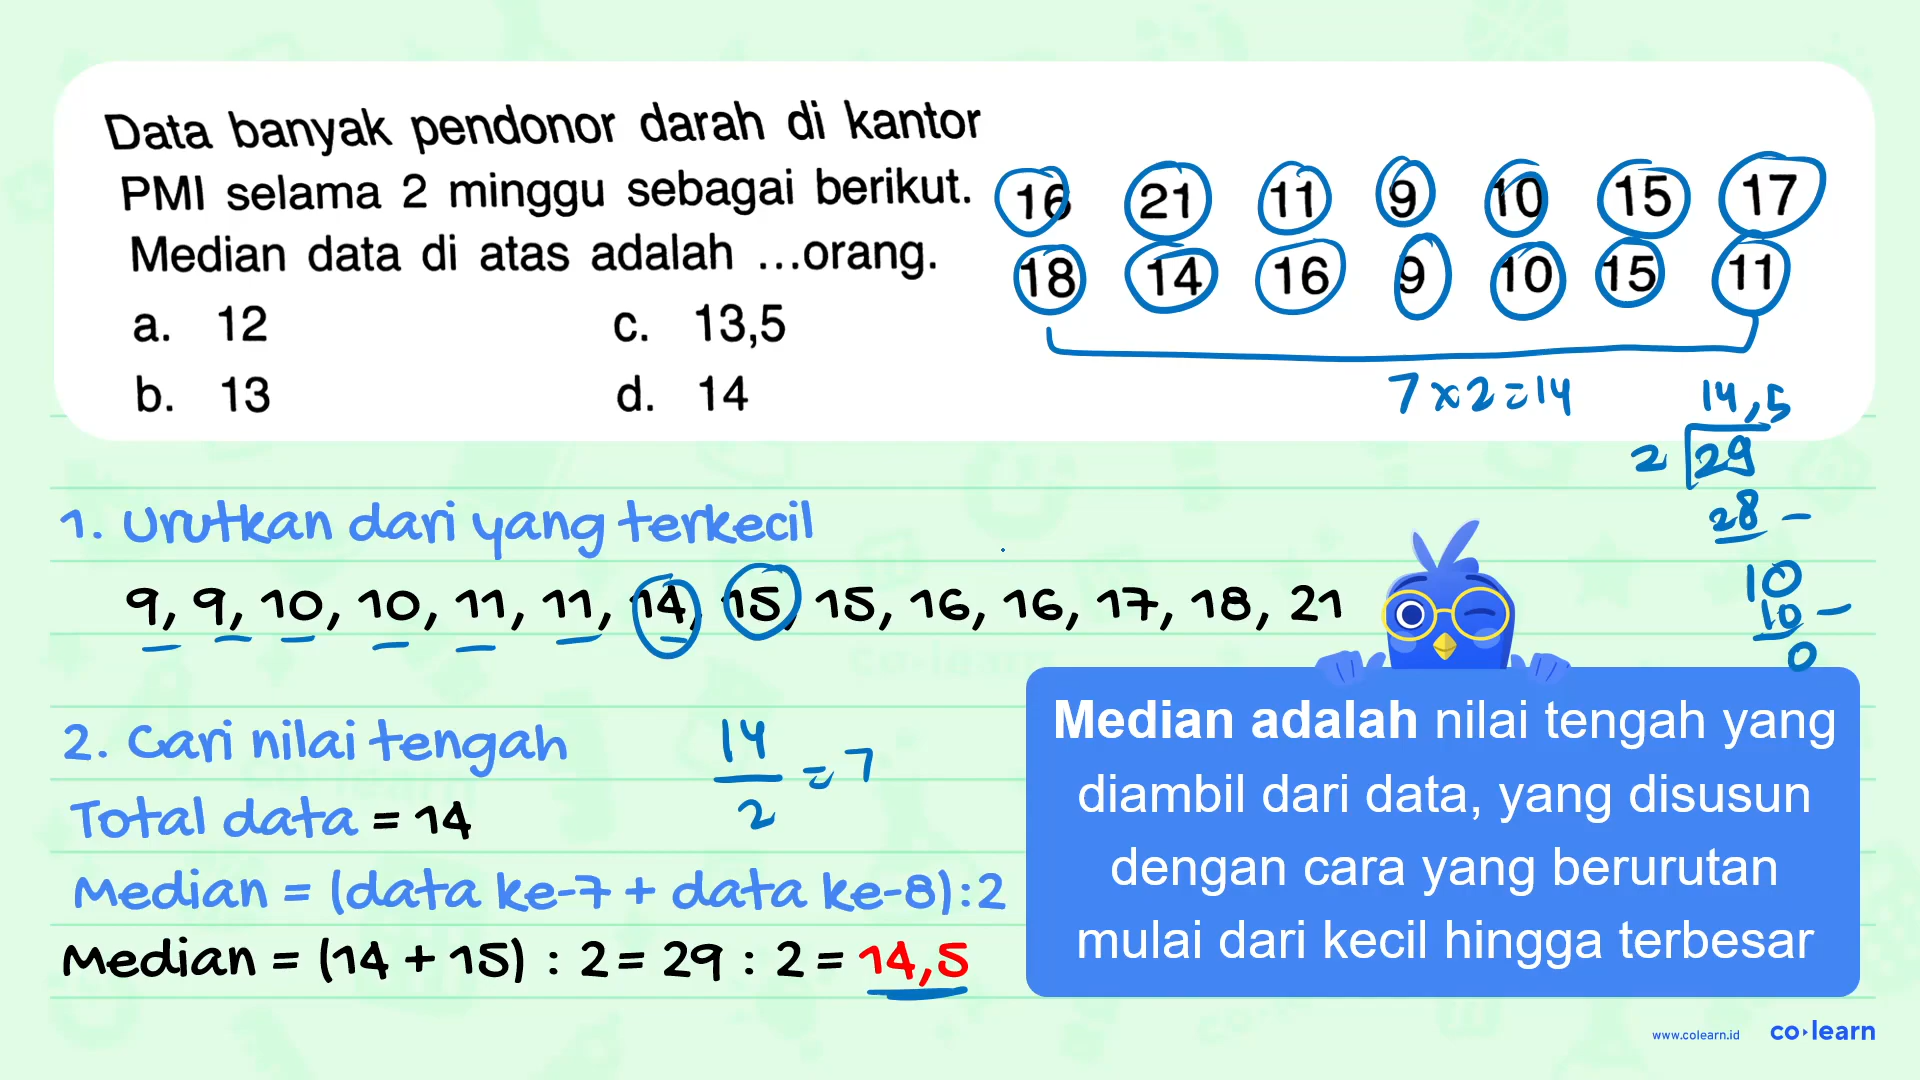 Data banyak pendonor darah di kantor
PMI selama 2 minggu sebagai berikut.
Median data di atas adalah ...orang.
a. 12
c. 13,5
b. 13
d. 14
16 21 11 9 10 15 17
18 14 16 9 10 15 11
7 x 2 = 14
14,5
2 29
28 -
10
10 -
0
1. Urutkan dari yang terkecil
9, 9, 10, 10, 11, 11, 14, 15, 15, 16, 16, 17, 18, 21
2. Cari nilai tengah
14
2
= 7
Total data = 14
Median = (data ke-7 + data ke-8):2
Median = (14 + 15) : 2 = 29 : 2 = 14,5
Median adalah nilai tengah yang
diambil dari data, yang disusun
dengan cara yang berurutan
mulai dari kecil hingga terbesar
www.colearn.id
co·learn